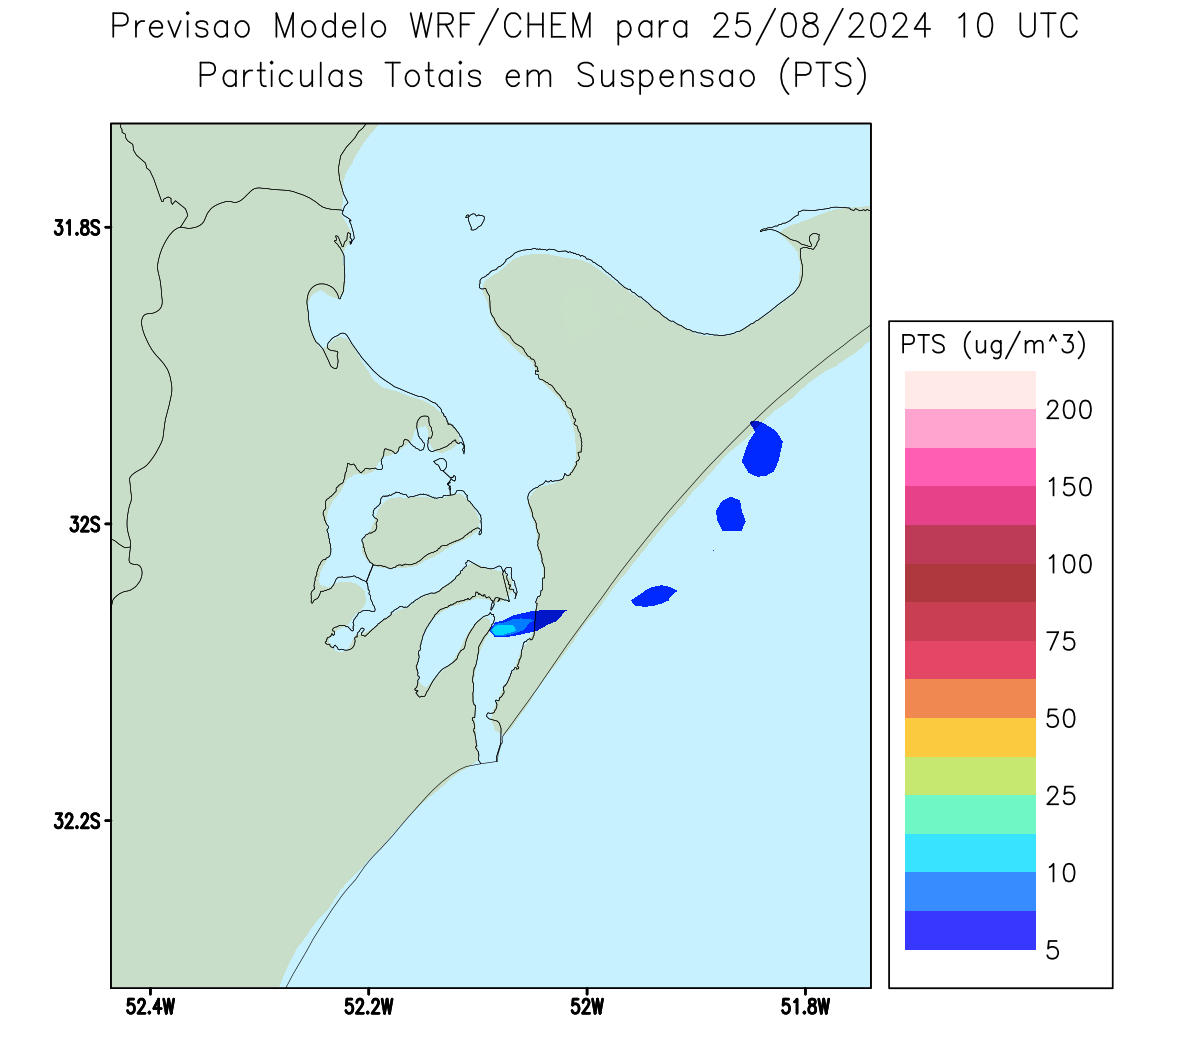 Previsao Modelo WRF/CHEM para 25/08/2024 10 UTC
Particulas Totais em Suspensao (PTS)
31.8S
32S
32.2S
52.4W
52.2W
52W
51.8W
PTS (ug/m^3)
200
150
100
75
50
25
10
5